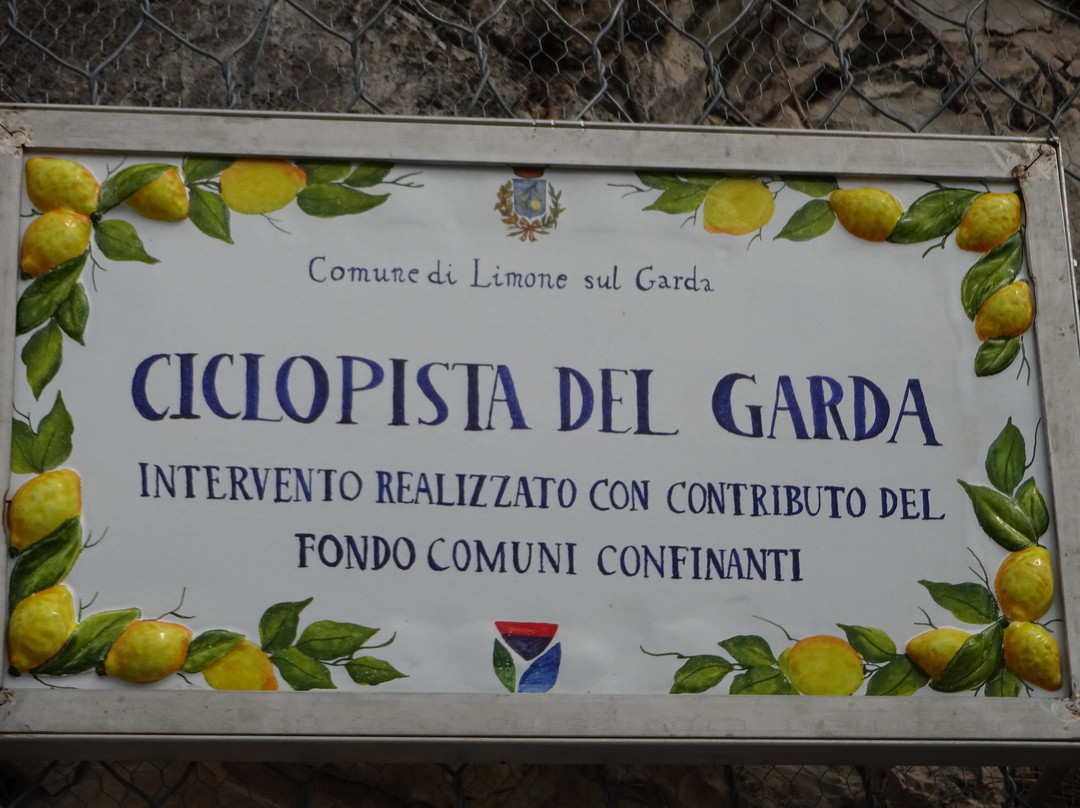 Comune di Limone sul Garda
CICLOPISTA DEL GARDA
INTERVENTO REALIZZATO CON CONTRIBUTO DEL
FONDO COMUNI CONFINANTI